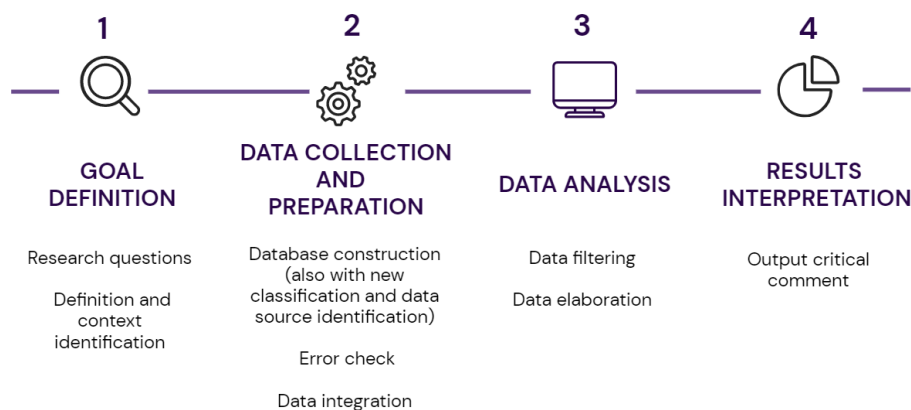 1
GOAL
DEFINITION
Research questions
Definition and
context
identification
2
DATA COLLECTION
AND
PREPARATION
Database construction
(also with new
classification and data
source identification)
Error check
Data integration
3
DATA ANALYSIS
Data filtering
Data elaboration
4
RESULTS
INTERPRETATION
Output critical
comment